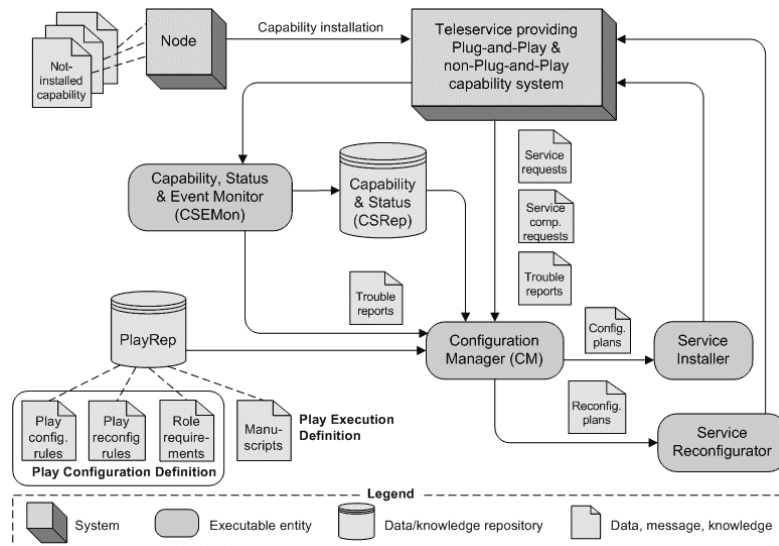 Node
Capability installation
Not-
installed
capability
Teleservice providing
Plug-and-Play &
non-Plug-and-Play
capability system
Capability, Status
& Event Monitor
(CSEMon)
Capability
& Status
(CSRep)
Service
requests
Service
comp.
requests
Trouble
reports
Trouble
reports
PlayRep
Configuration
Manager (CM)
Config.
plans
Service
Installer
Reconfig.
plans
Service
Reconfigurator
Play
config.
rules
Play
reconfig
rules
Role
require-
ments
Manu-
scripts
Play Execution
Definition
Play Configuration Definition
Legend
System
Executable entity
Data/knowledge repository
Data, message, knowledge